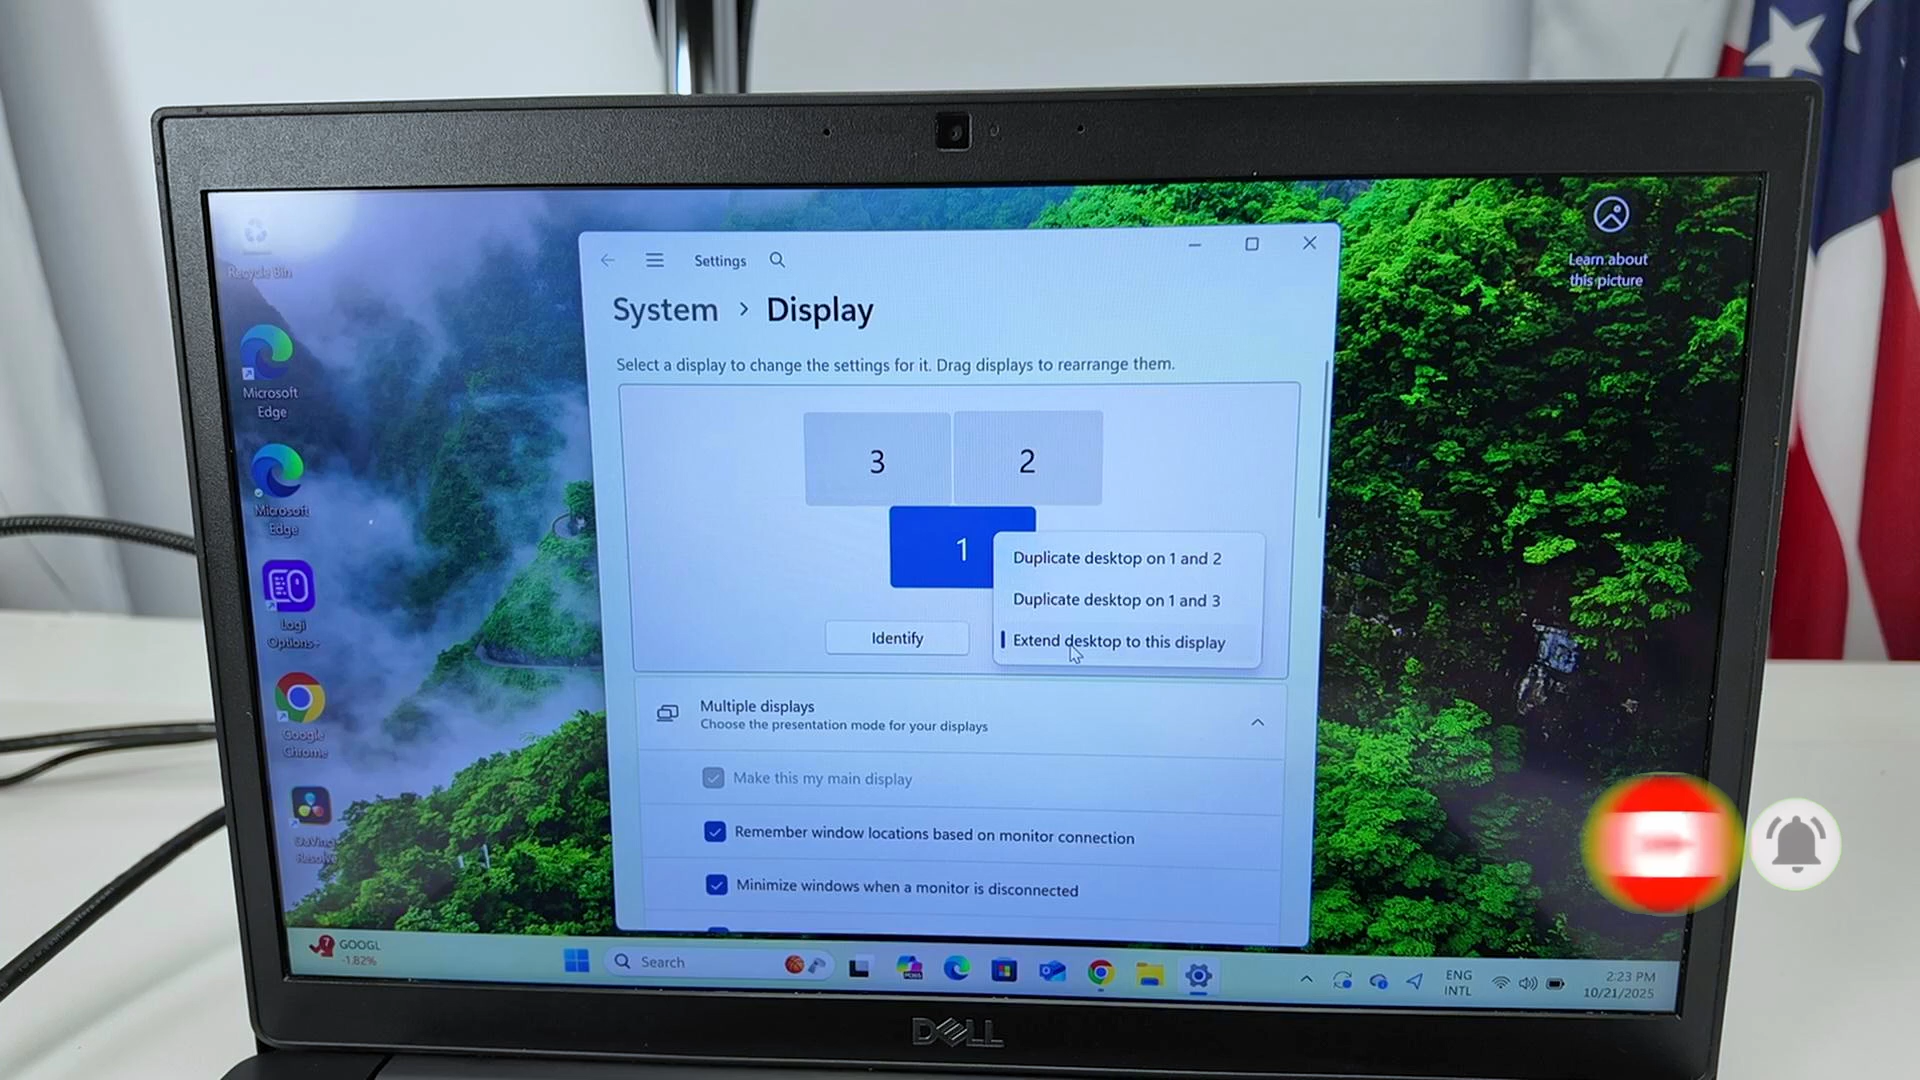 Recycle Bin
Learn about
this picture
Settings
System > Display
Select a display to change the settings for it. Drag displays to rearrange them.
Microsoft
Edge
3
2
Microsoft
Edge
1
Duplicate desktop on 1 and 2
Duplicate desktop on 1 and 3
Logi
Options+
Identify
Extend desktop to this display
Multiple displays
Choose the presentation mode for your displays
Google
Chrome
Make this my main display
Remember window locations based on monitor connection
DaVinci
Resolve
Minimize windows when a monitor is disconnected
GOOGL
-1.82%
Search
ENG
INTL
2:23 PM
10/21/2025
DELL